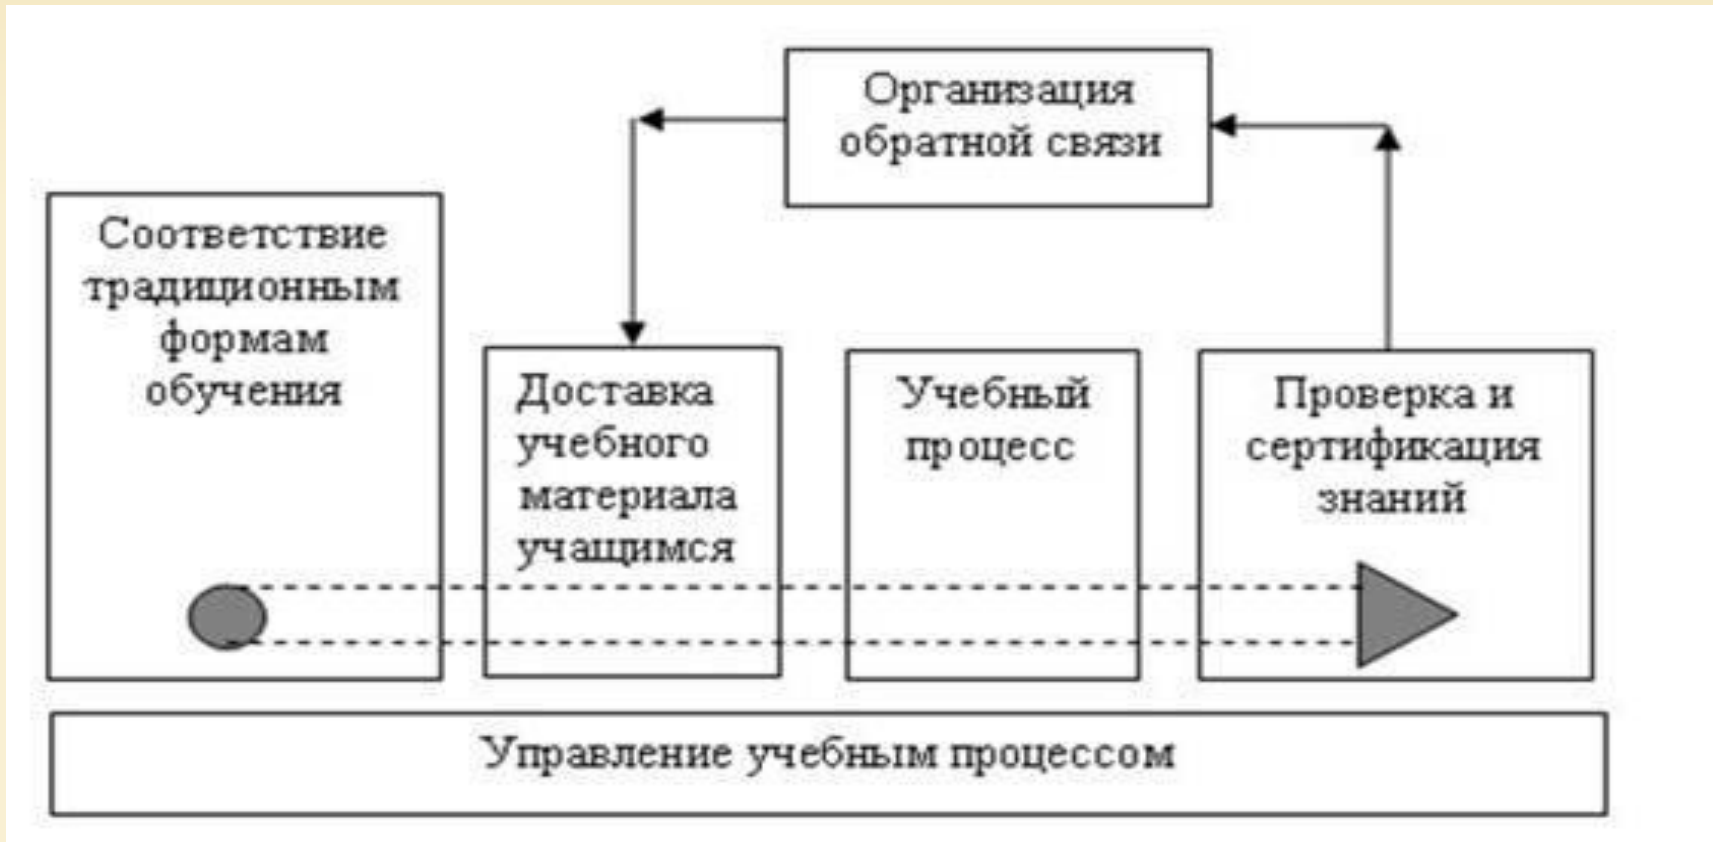 Организация
обратной связи
Соответствие
традиционным
формам
обучения
Доставка
учебного
материала
учащимся
Учебный
процесс
Проверка и
сертификация
знаний
Управление учебным процессом